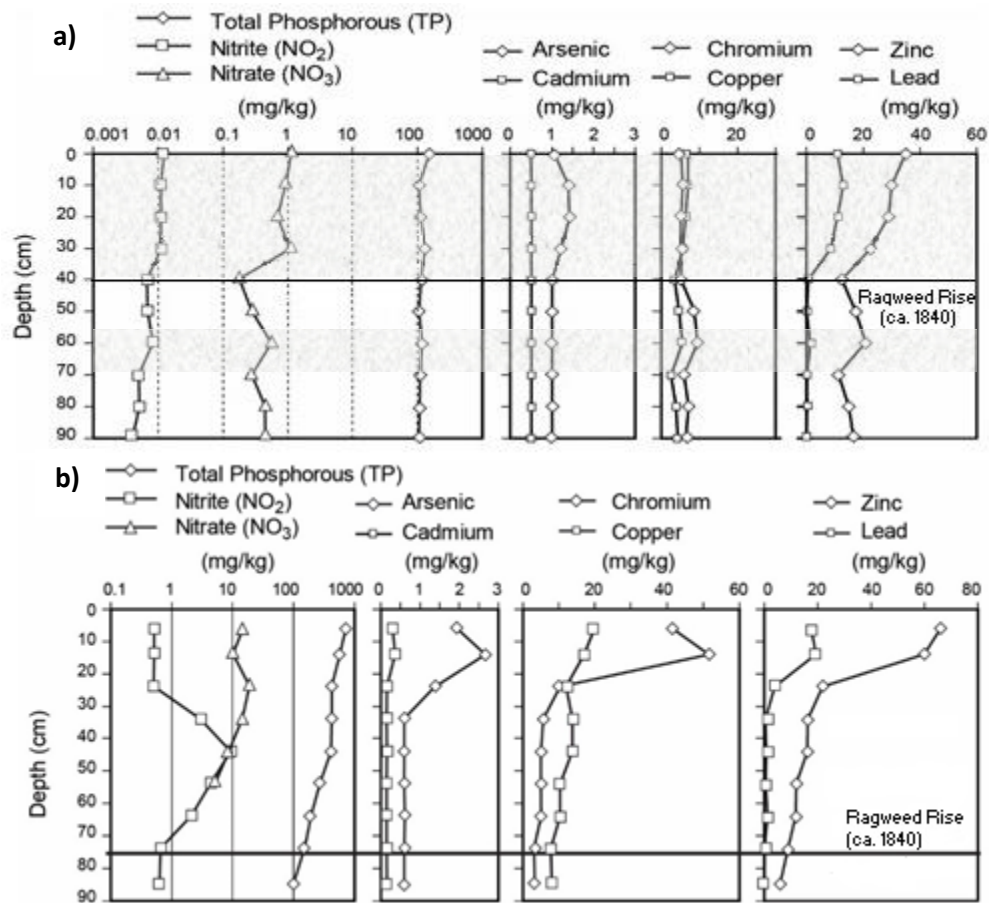 a)
Total Phosphorous (TP)
Nitrite (NO2)
Nitrate (NO3)
(mg/kg)
Arsenic
Cadmium
(mg/kg)
Chromium
Copper
(mg/kg)
Zinc
Lead
(mg/kg)
0.001 0.01 0.1 1 10 100 1000
0 1 2 3
0 20
0 20 40 60
Depth (cm)
0
10
20
30
40
50
60
70
80
90
Ragweed Rise
(ca. 1840)
b)
Total Phosphorous (TP)
Nitrite (NO2)
Nitrate (NO3)
(mg/kg)
Arsenic
Cadmium
(mg/kg)
Chromium
Copper
(mg/kg)
Zinc
Lead
(mg/kg)
0.1 1 10 100 1000
0 1 2 3
0 20 40 60
0 20 40 60 80
Depth (cm)
0
10
20
30
40
50
60
70
80
90
Ragweed Rise
(ca. 1840)